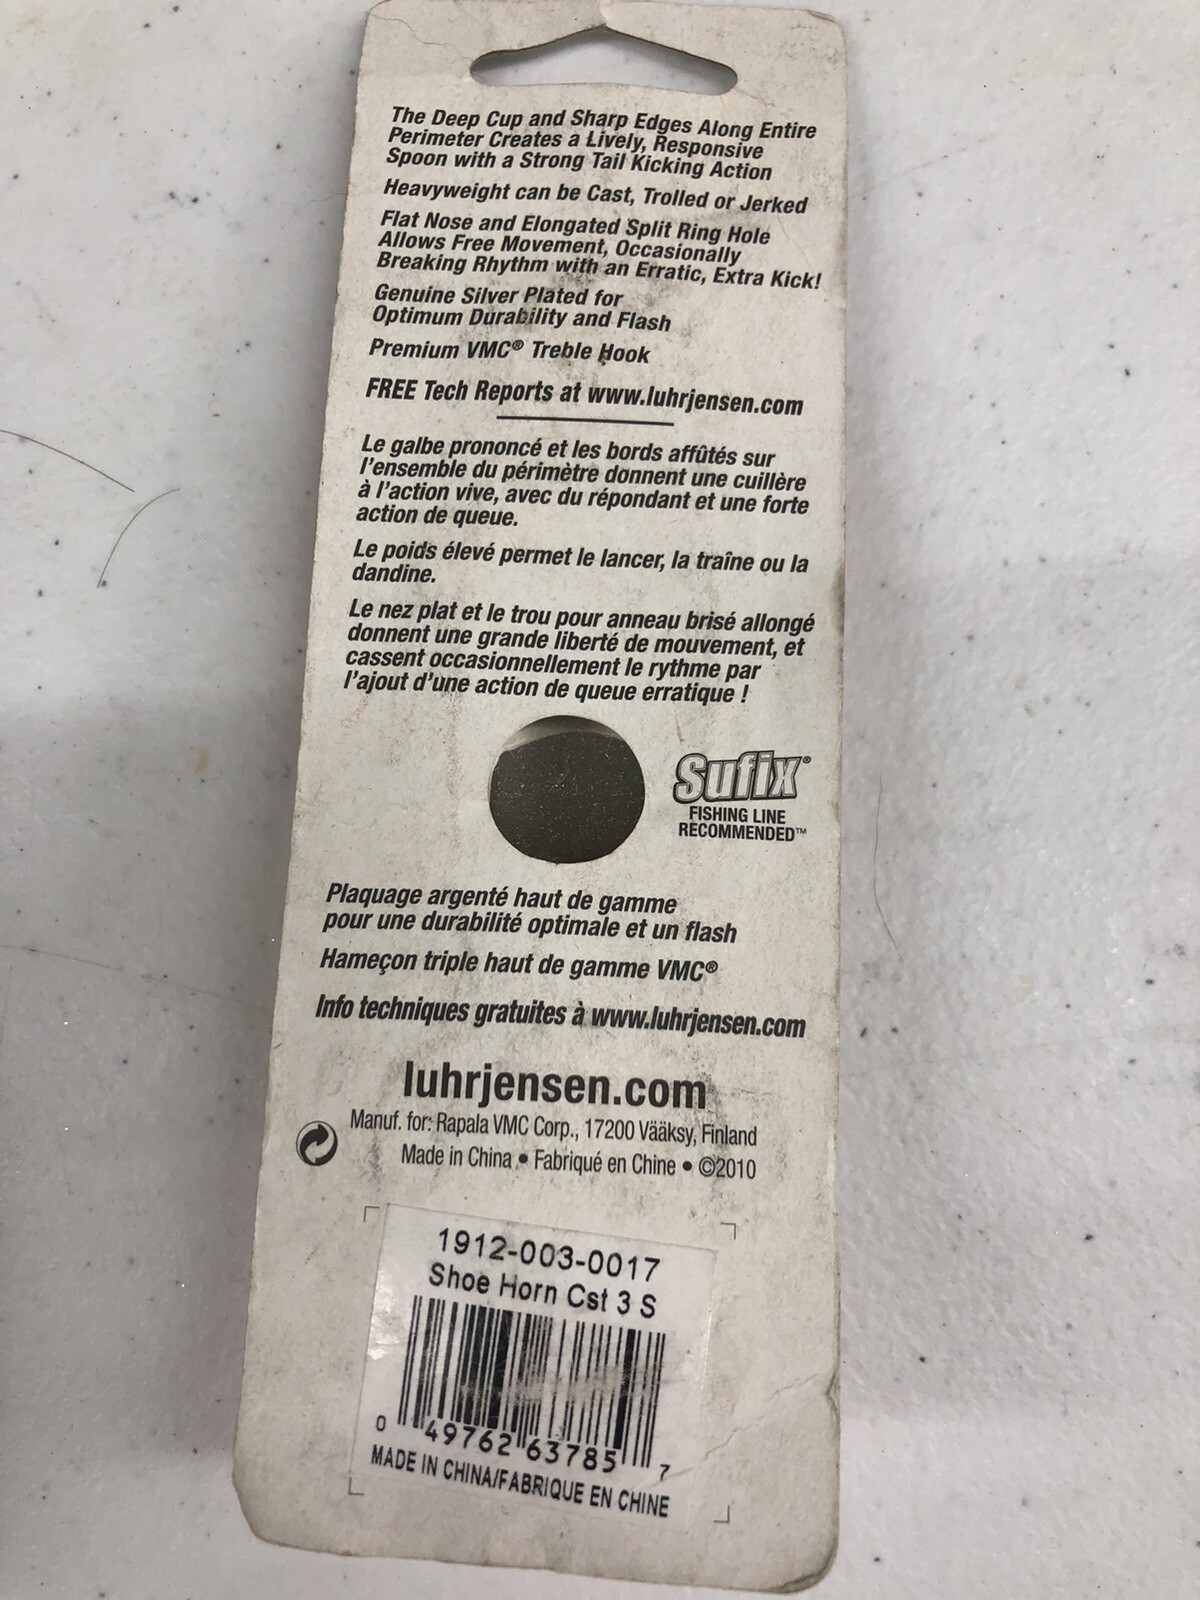 The Deep Cup and Sharp Edges Along Entire
Perimeter Creates a Lively, Responsive
Spoon with a Strong Tail Kicking Action
Heavyweight can be Cast, Trolled or Jerked
Flat Nose and Elongated Split Ring Hole
Allows Free Movement, Occasionally
Breaking Rhythm with an Erratic, Extra Kick!
Genuine Silver Plated for
Optimum Durability and Flash
Premium VMC® Treble Hook
FREE Tech Reports at www.luhrjensen.com
Le galbe prononcé et les bords affûtés sur
l'ensemble du périmètre donnent une cuillère
à l'action vive, avec du répondant et une forte
action de queue.
Le poids élevé permet le lancer, la traîne ou la
dandine.
Le nez plat et le trou pour anneau brisé allongé
donnent une grande liberté de mouvement, et
cassent occasionnellement le rythme par
l'ajout d'une action de queue erratique !
Sufix®
FISHING LINE
RECOMMENDED™
Plaquage argenté haut de gamme
pour une durabilité optimale et un flash
Hameçon triple haut de gamme VMC®
Info techniques gratuites à www.luhrjensen.com
luhrjensen.com
Manuf. for: Rapala VMC Corp., 17200 Vääksy, Finland
Made in China • Fabriqué en Chine • ©2010
1912-003-0017
Shoe Horn Cst 3 S
0 49762 63785 7
MADE IN CHINA/FABRIQUE EN CHINE